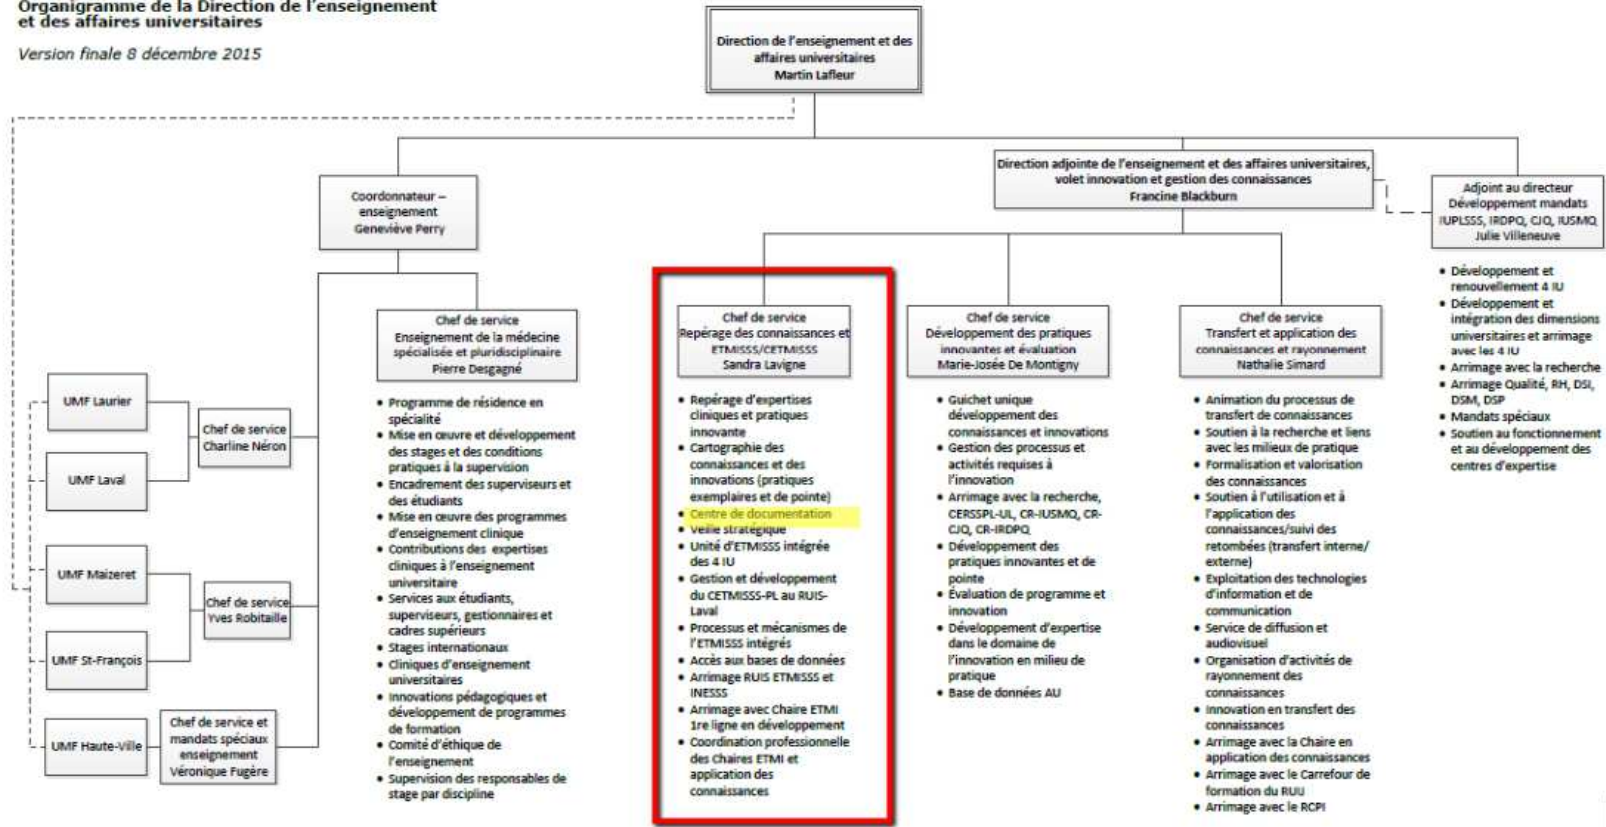 Organigramme de la Direction de l'enseignement
et des affaires universitaires
Version finale 8 décembre 2015
Direction de l'enseignement et des
affaires universitaires
Martin Lafleur
Direction adjointe de l'enseignement et des affaires universitaires,
volet innovation et gestion des connaissances
Francine Blackburn
Coordonnateur –
enseignement
Geneviève Perry
Adjoint au directeur
Développement mandats
IUPLSSS, IRDPQ, CJQ, IUSMQ
Julie Villeneuve
• Développement et
renouvellement 4 IU
• Développement et
intégration des dimensions
universitaires et arrimage
avec les 4 IU
• Arrimage avec la recherche
• Arrimage Qualité, RH, DSI,
DSM, DSP
• Mandats spéciaux
• Soutien au fonctionnement
et au développement des
centres d'expertise
UMF Laurier
UMF Laval
Chef de service
Charline Néron
UMF Maizeret
UMF St-François
Chef de service
Yves Robitaille
UMF Haute-Ville
Chef de service et
mandats spéciaux
enseignement
Véronique Fugère
Chef de service
Enseignement de la médecine
spécialisée et pluridisciplinaire
Pierre Desgagné
• Programme de résidence en
spécialité
• Mise en œuvre et développement
des stages et des conditions
pratiques à la supervision
• Encadrement des superviseurs et
des étudiants
• Mise en œuvre des programmes
d'enseignement clinique
• Contributions des expertises
cliniques à l'enseignement
universitaire
• Services aux étudiants,
superviseurs, gestionnaires et
cadres supérieurs
• Stages internationaux
• Cliniques d'enseignement
universitaires
• Innovations pédagogiques et
développement de programmes
de formation
• Comité d'éthique de
l'enseignement
• Supervision des responsables de
stage par discipline
Chef de service
Repérage des connaissances et
ETMISSS/CETMISSS
Sandra Lavigne
• Repérage d'expertises
cliniques et pratiques
innovante
• Cartographie des
connaissances et des
innovations (pratiques
exemplaires et de pointe)
• Centre de documentation
• Veille stratégique
• Unité d'ETMISSS intégrée
des 4 IU
• Gestion et développement
du CETMISSS-PL au RUIS-
Laval
• Processus et mécanismes de
l'ETMISSS intégrés
• Accès aux bases de données
• Arrimage RUIS ETMISSS et
INESSS
• Arrimage avec Chaire ETMI
1re ligne en développement
• Coordination professionnelle
des Chaires ETMI et
application des
connaissances
Chef de service
Développement des pratiques
innovantes et évaluation
Marie-Josée De Montigny
• Guichet unique
développement des
connaissances et innovations
• Gestion des processus et
activités requises à
l'innovation
• Arrimage avec la recherche,
CERSSPL-UL, CR-IUSMQ, CR-
CJQ, CR-IRDPQ
• Développement des
pratiques innovantes et de
pointe
• Évaluation de programme et
innovation
• Développement d'expertise
dans le domaine de
l'innovation en milieu de
pratique
• Base de données AU
Chef de service
Transfert et application des
connaissances et rayonnement
Nathalie Simard
• Animation du processus de
transfert de connaissances
• Soutien à la recherche et liens
avec les milieux de pratique
• Formalisation et valorisation
des connaissances
• Soutien à l'utilisation et à
l'application des
connaissances/suivi des
retombées (transfert interne/
externe)
• Exploitation des technologies
d'information et de
communication
• Service de diffusion et
audiovisuel
• Organisation d'activités de
rayonnement des
connaissances
• Innovation en transfert des
connaissances
• Arrimage avec la Chaire en
application des connaissances
• Arrimage avec le Carrefour de
formation du RUU
• Arrimage avec le RCPI